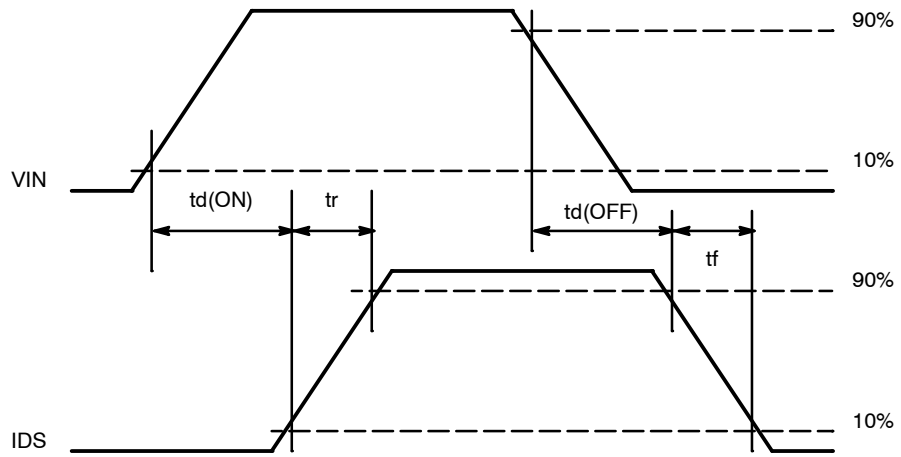 90%
10%
VIN
td(ON)
tr
td(OFF)
tf
90%
10%
IDS